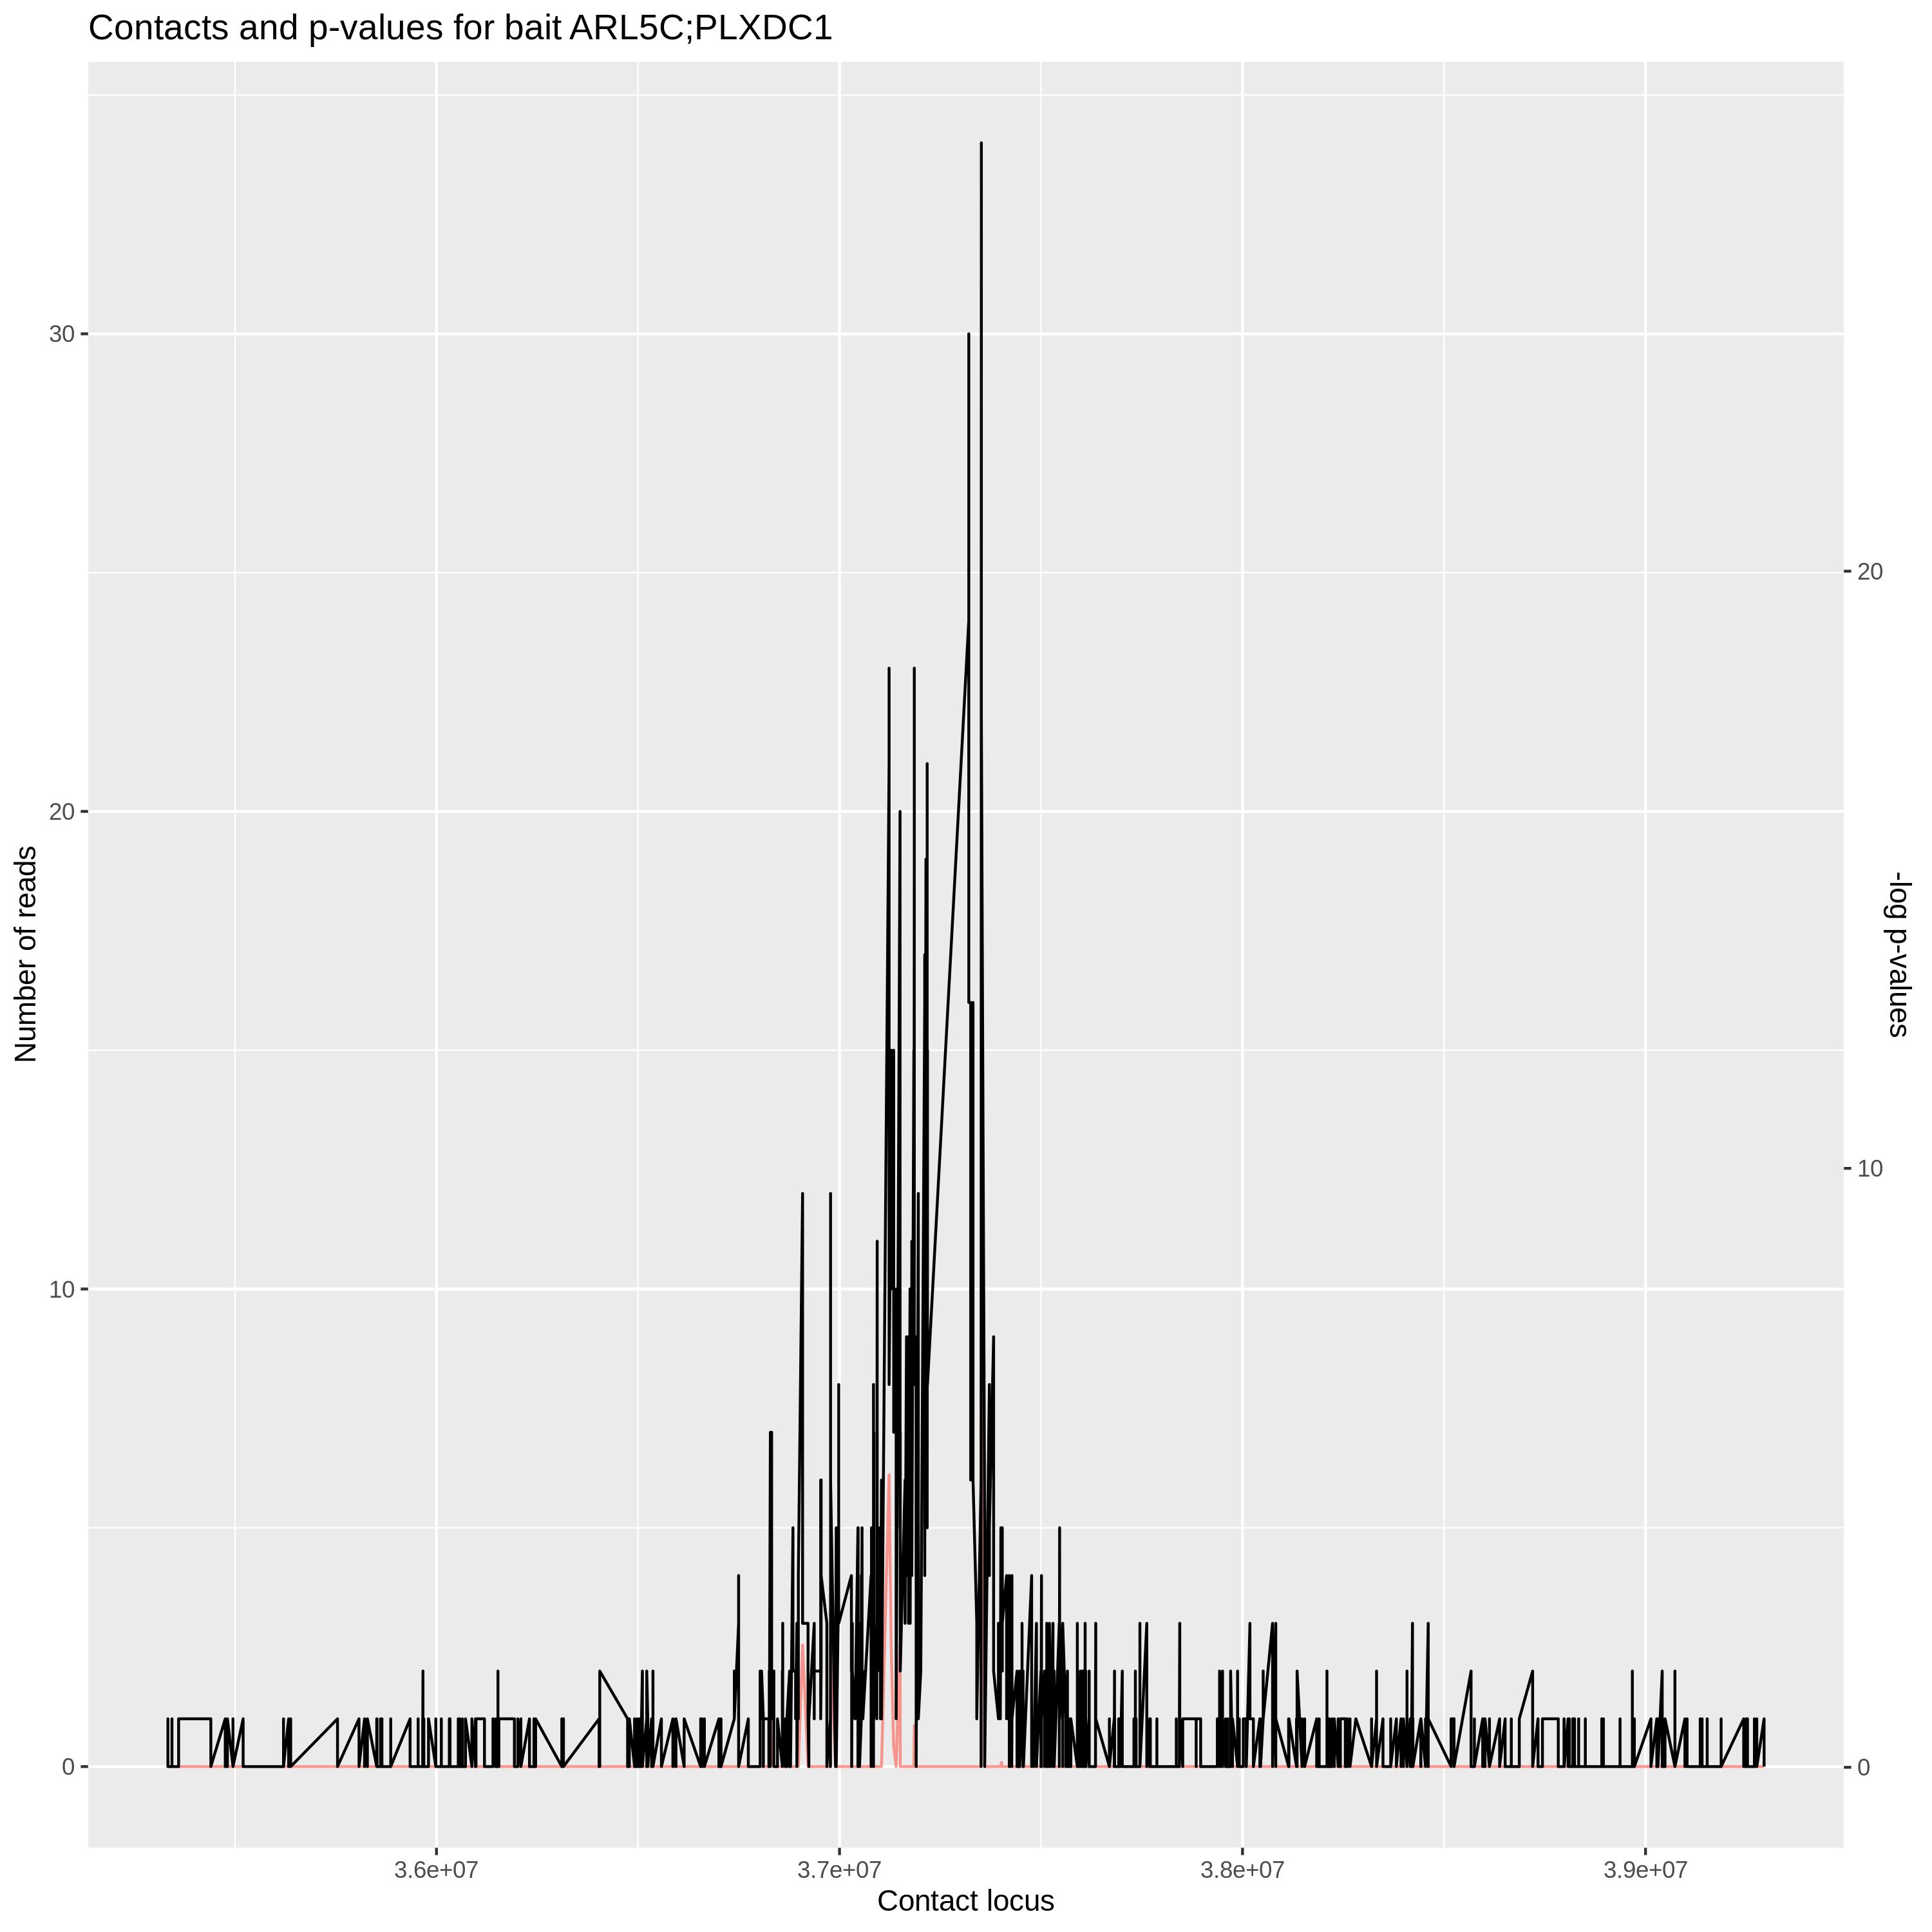 Contacts and p-values for bait ARL5C;PLXDC1
30
20
10
0
Number of reads
20
10
0
-log p-values
3.6e+07
3.7e+07
3.8e+07
3.9e+07
Contact locus